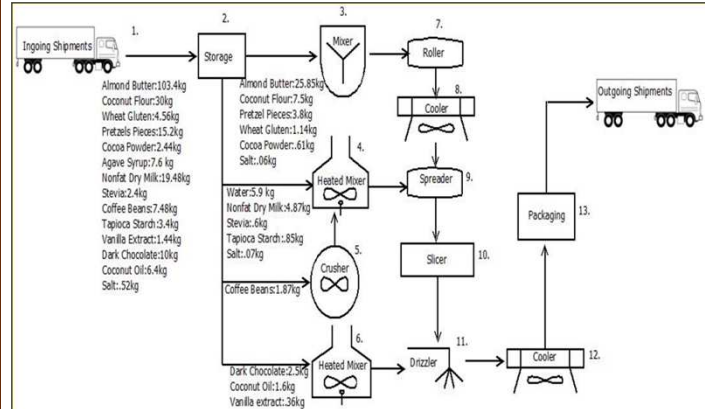 1.
Ingoing Shipments
2.
Storage
3.
Mixer
7.
Roller
Almond Butter:103.4kg
Coconut Flour:30kg
Wheat Gluten:4.56kg
Pretzels Pieces:15.2kg
Cocoa Powder:2.44kg
Agave Syrup:7.6 kg
Nonfat Dry Milk:19.48kg
Stevia:2.4kg
Coffee Beans:7.48kg
Tapioca Starch:3.4kg
Vanilla Extract:1.44kg
Dark Chocolate:10kg
Coconut Oil:6.4kg
Salt:.52kg
Almond Butter:25.85kg
Coconut Flour:7.5kg
Pretzel Pieces:3.8kg
Wheat Gluten:1.14kg
Cocoa Powder:.61kg
Salt:.06kg
8.
Cooler
4.
Heated Mixer
Water:5.9 kg
Nonfat Dry Milk:4.87kg
Stevia:.6kg
Tapioca Starch:.85kg
Salt:.07kg
Spreader
9.
5.
Crusher
Coffee Beans:1.87kg
Slicer
10.
6.
Heated Mixer
Dark Chocolate:2.5kg
Coconut Oil:1.6kg
Vanilla extract:.36kg
Drizzler
11.
Cooler
12.
Packaging
13.
Outgoing Shipments